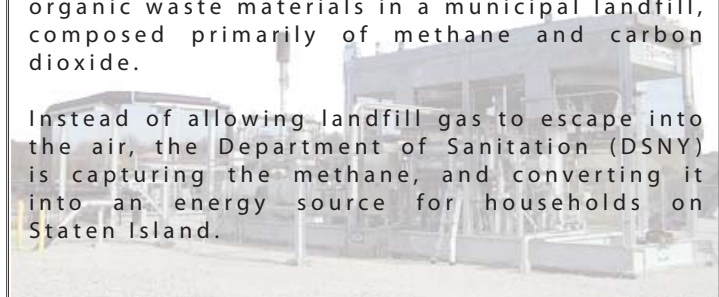 organic waste materials in a municipal landfill,
composed primarily of methane and carbon
dioxide.
Instead of allowing landfill gas to escape into
the air, the Department of Sanitation (DSNY)
is capturing the methane, and converting it
into an energy source for households on
Staten Island.